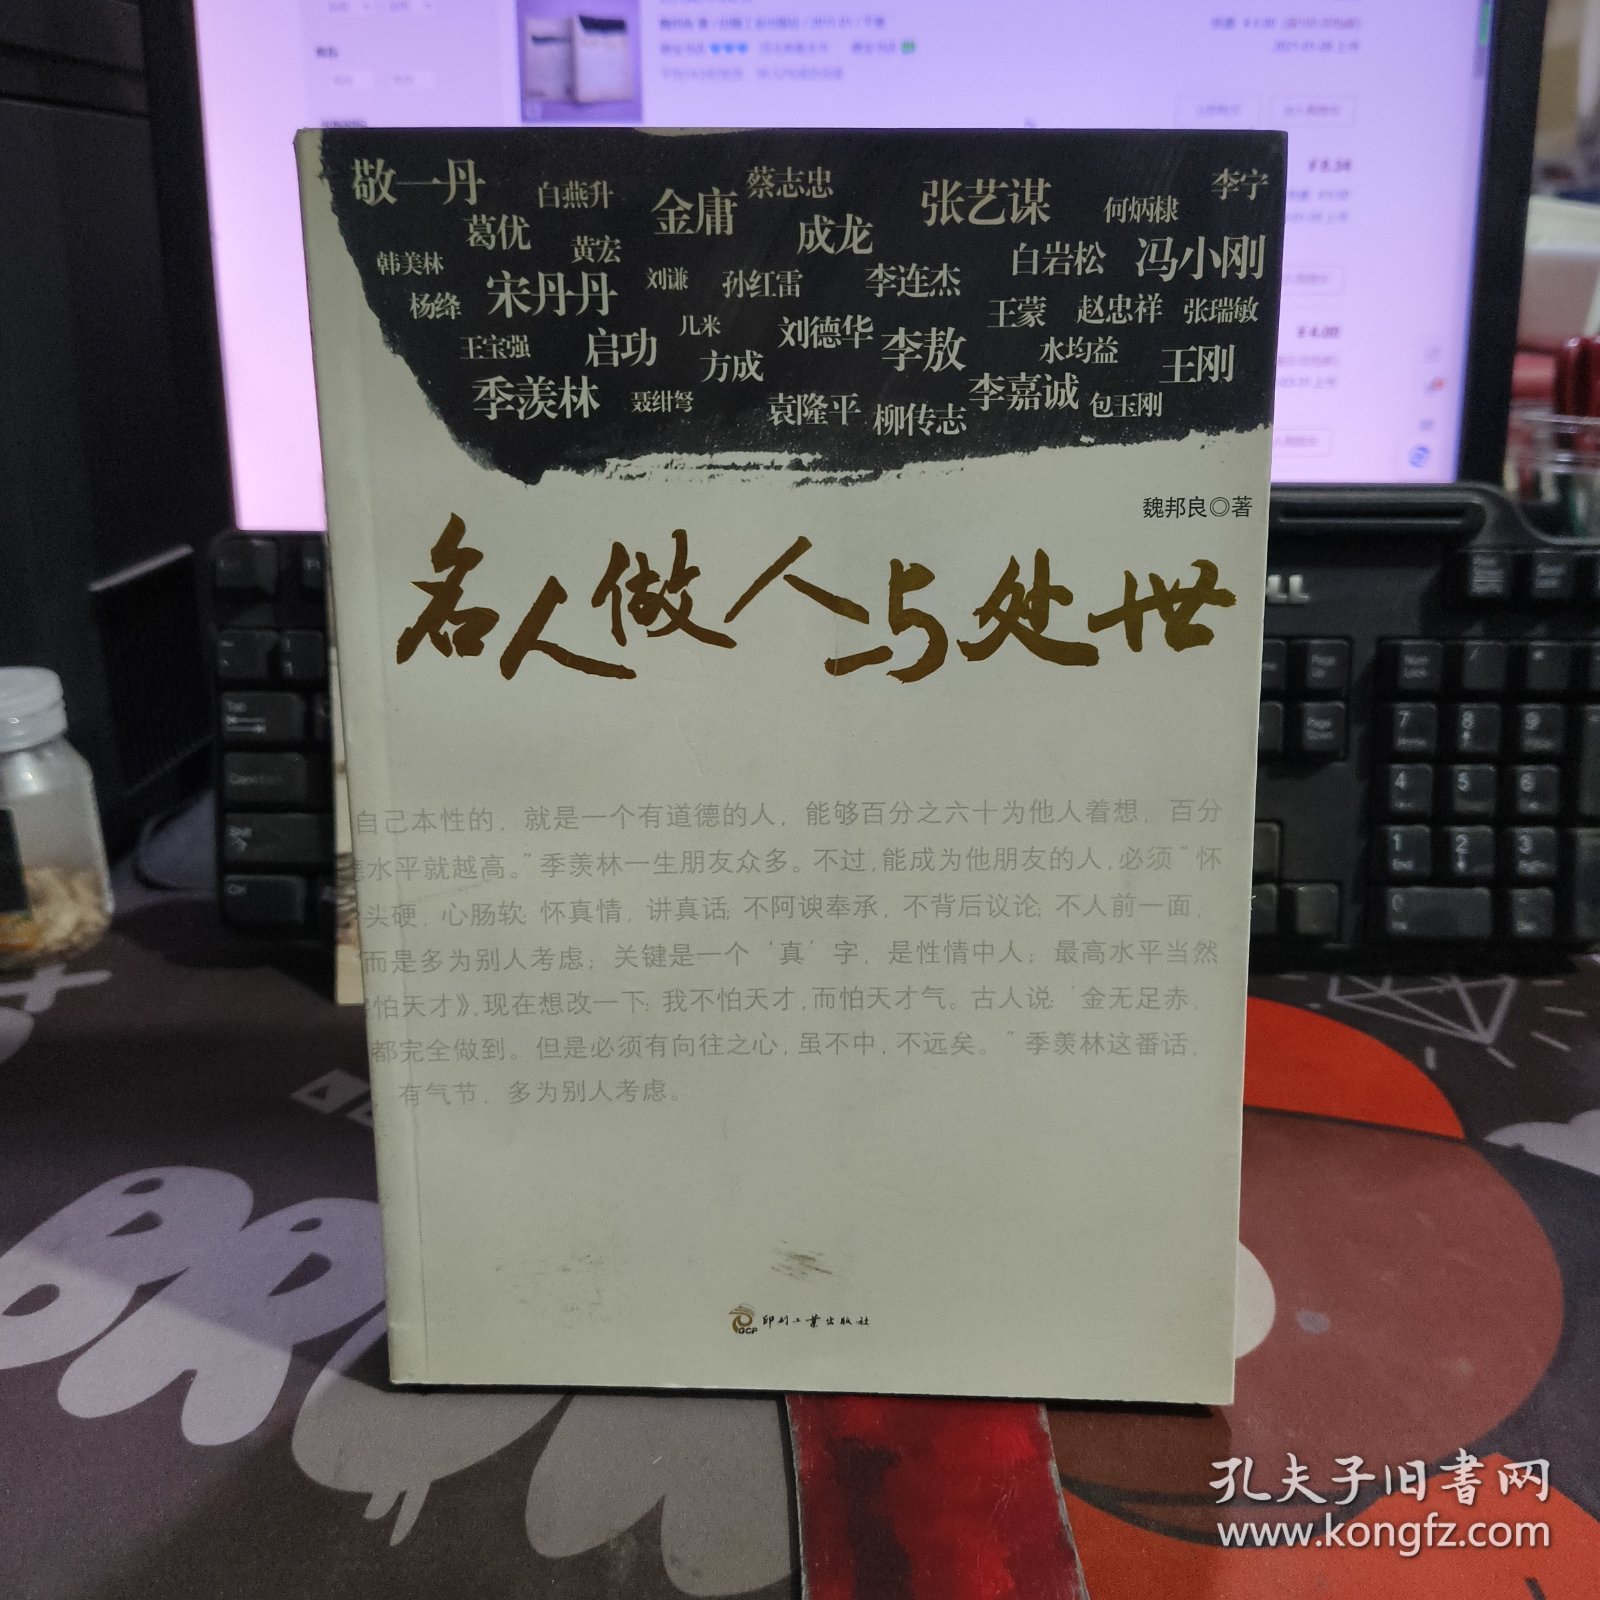 敬一丹 白燕升 金庸 蔡志忠 张艺谋 何炳棣 李宁
葛优 黄宏 成龙 白岩松 冯小刚
韩美林 宋丹丹 刘谦 孙红雷 李连杰
杨绛 几米 刘德华 王蒙 赵忠祥 张瑞敏
王宝强 启功 方成 李敖 水均益 王刚
季羡林 聂绀弩 袁隆平 柳传志 李嘉诚 包玉刚
魏邦良◎著
名人做人与处世
自己本性的，就是一个有道德的人，能够百分之六十为他人着想，百分
水平就越高。”季羡林一生朋友众多。不过，能成为他朋友的人，必须“怀
头硬，心肠软；怀真情，讲真话；不阿谀奉承，不背后议论；不人前一面，
而是多为别人考虑；关键是一个‘真’字，是性情中人；最高水平当然
怕天才》，现在想改一下：我不怕天才，而怕天才气。古人说：‘金无足赤，
都完全做到。但是必须有向往之心，虽不中，不远矣。”季羡林这番话，
有气节，多为别人考虑。
GCP 印刷工业出版社
DELL
孔夫子旧书网
www.kongfz.com